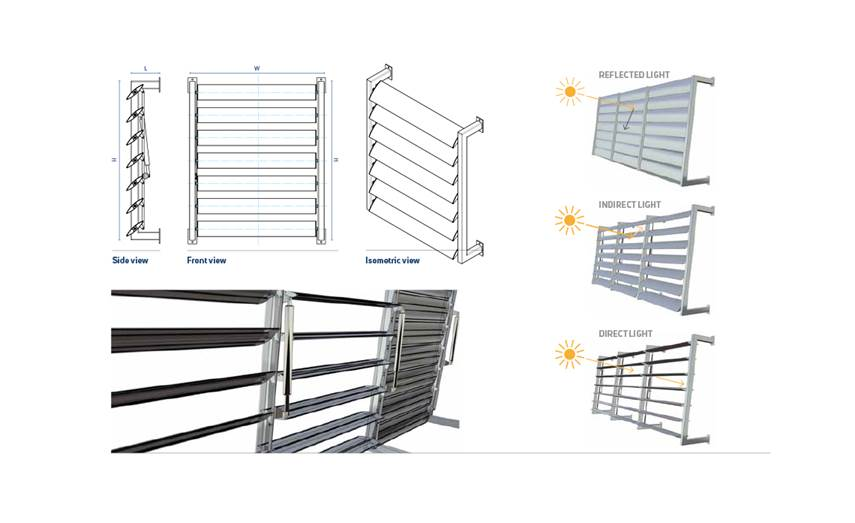 L
W
H
H
Side view
Front view
Isometric view
REFLECTED LIGHT
INDIRECT LIGHT
DIRECT LIGHT